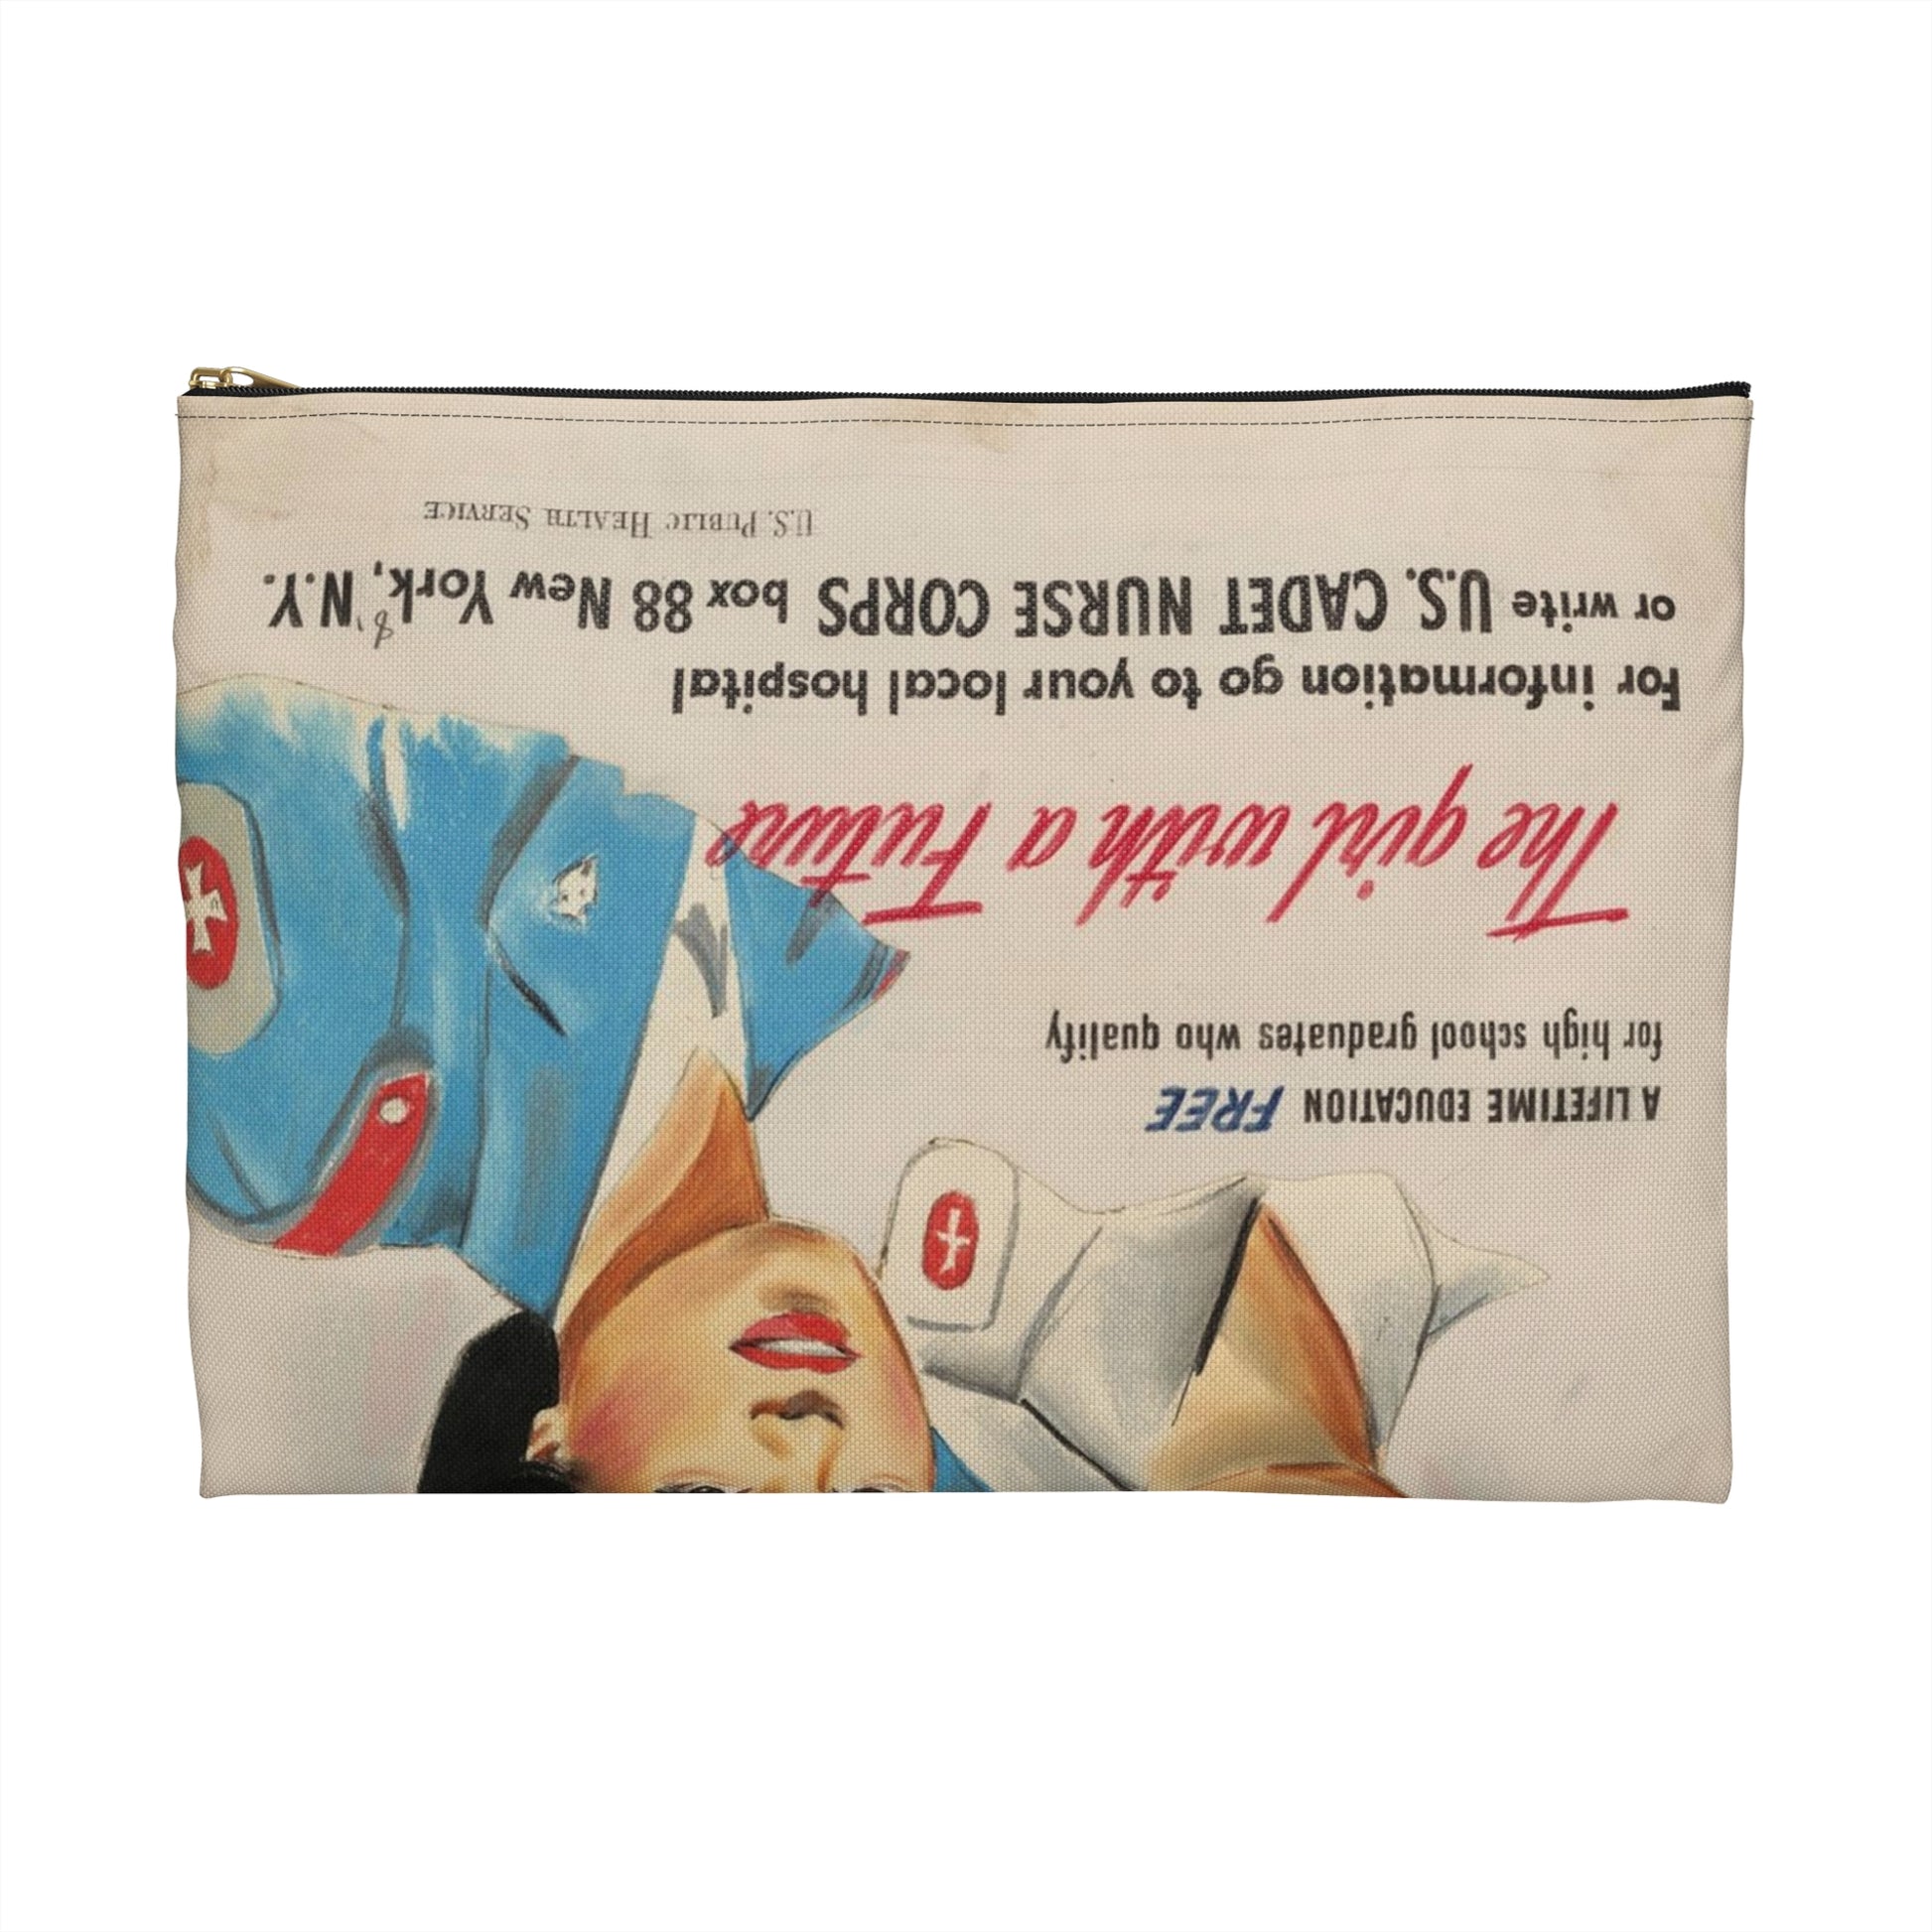 A LIFETIME EDUCATION FREE
for high school graduates who qualify
The girl with a Future
For information go to your local hospital
or write U.S. CADET NURSE CORPS box 88 New York, 8, N.Y.
U.S. PUBLIC HEALTH SERVICE